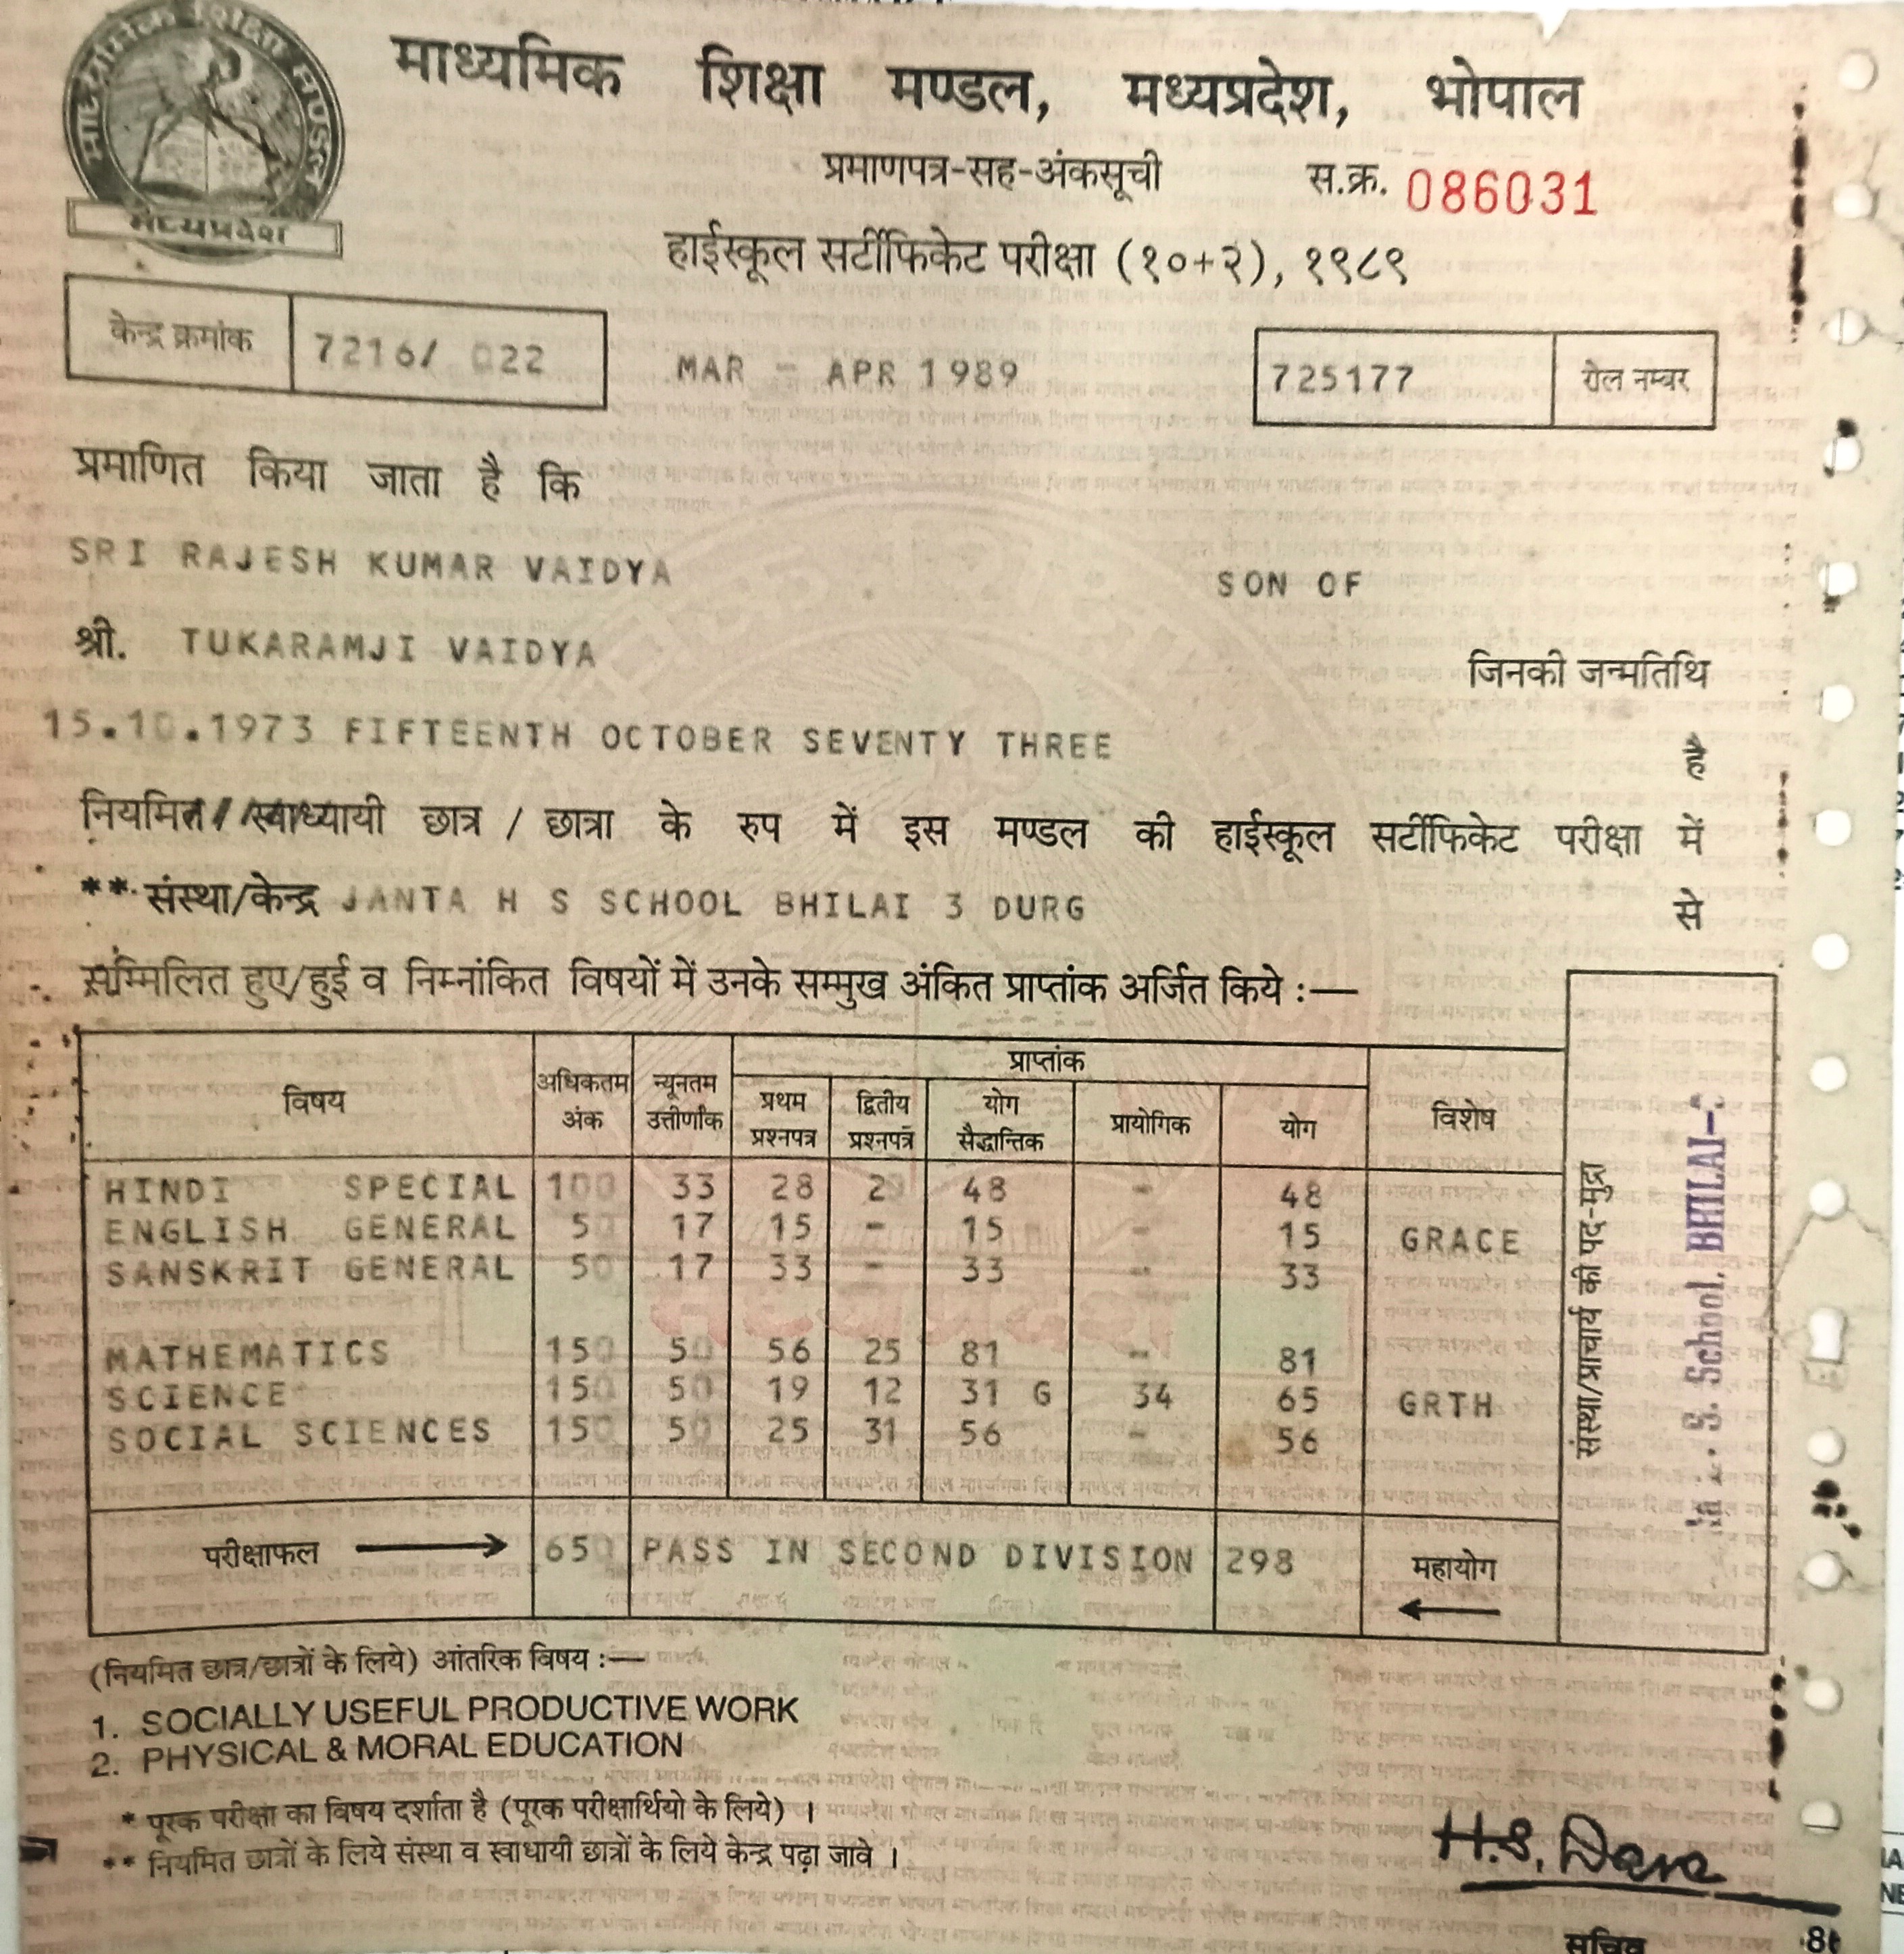 माध्यमिक शिक्षा मण्डल
मध्यप्रदेश
माध्यमिक शिक्षा मण्डल, मध्यप्रदेश, भोपाल
प्रमाणपत्र-सह-अंकसूची स.क्र. 086031
हाईस्कूल सर्टीफिकेट परीक्षा (१०+२), १९८९
केन्द्र क्रमांक 7216/ 022 MAR - APR 1989 725177 रोल नम्बर
प्रमाणित किया जाता है कि
SRI RAJESH KUMAR VAIDYA SON OF
श्री. TUKARAMJI VAIDYA
जिनकी जन्मतिथि
15.10.1973 FIFTEENTH OCTOBER SEVENTY THREE है
नियमित / स्वाध्यायी छात्र / छात्रा के रुप में इस मण्डल की हाईस्कूल सर्टीफिकेट परीक्षा में
** संस्था/केन्द्र JANTA H S SCHOOL BHILAI 3 DURG से
सम्मिलित हुए/हुई व निम्नांकित विषयों में उनके सम्मुख अंकित प्राप्तांक अर्जित किये :—
विषय अधिकतम अंक न्यूनतम उत्तीर्णांक प्राप्तांक विशेष
प्रथम प्रश्नपत्र द्वितीय प्रश्नपत्र योग सैद्धान्तिक प्रायोगिक योग
HINDI SPECIAL 100 33 28 20 48 - 48
ENGLISH GENERAL 50 17 15 - 15 - 15 GRACE
SANSKRIT GENERAL 50 17 33 - 33 - 33
MATHEMATICS 150 50 56 25 81 - 81
SCIENCE 150 50 19 12 31 G 34 65 GRTH
SOCIAL SCIENCES 150 50 25 31 56 - 56
परीक्षाफल → 650 PASS IN SECOND DIVISION 298 महायोग ←
संस्था/प्राचार्य की पद-मुद्रा
S. School, BHILAI-
(नियमित छात्र/छात्रों के लिये) आंतरिक विषय :—
1. SOCIALLY USEFUL PRODUCTIVE WORK
2. PHYSICAL & MORAL EDUCATION
* पूरक परीक्षा का विषय दर्शाता है (पूरक परीक्षार्थियो के लिये) ।
** नियमित छात्रों के लिये संस्था व स्वाधायी छात्रों के लिये केन्द्र पढ़ा जावे ।
सचिव